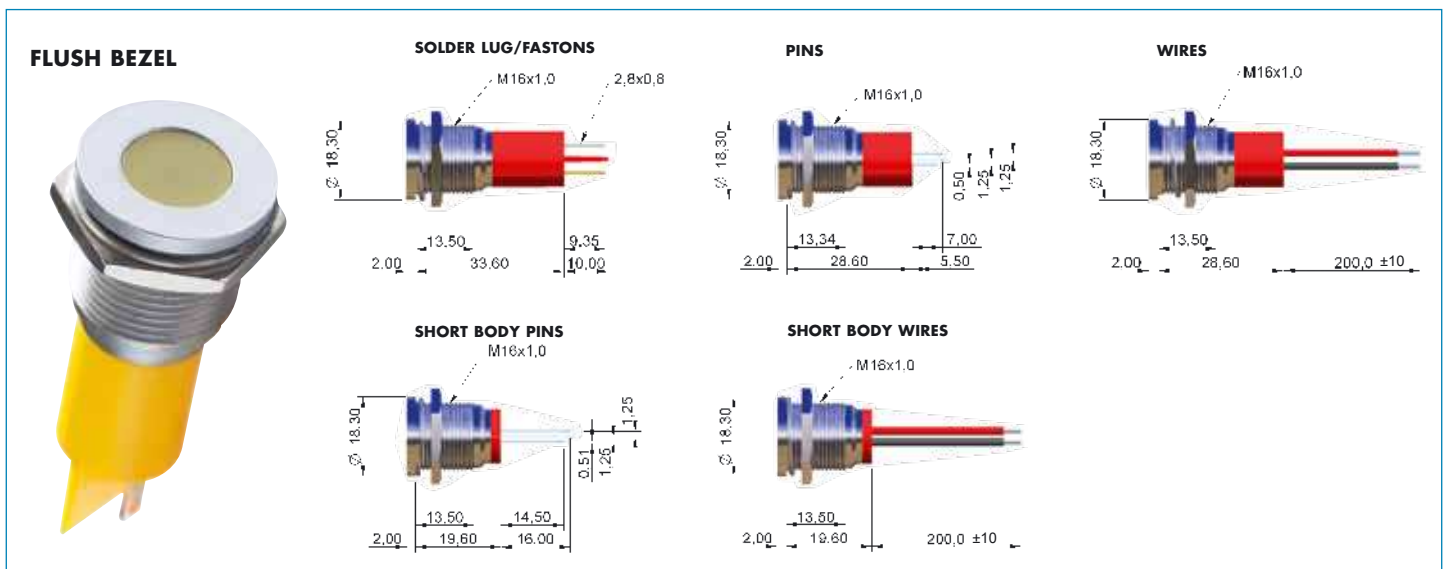 FLUSH BEZEL
SOLDER LUG/FASTONS
M16x1,0
2,8x0,8
Ø 18,30
13.50
9.35
2.00
33.60
10,00
PINS
M16x1,0
Ø 18,30
0,50
1,25
1,25
13,34
7,00
2.00
28.60
5,50
WIRES
M16x1,0
Ø 18,30
13,50
2.00
28,60
200,0 ±10
SHORT BODY PINS
M16x1,0
Ø 18.30
1,25
0.51
1,25
13,50
14,50
2,00
19,60
16.00
SHORT BODY WIRES
M16x1.0
Ø 18.30
13,50
2,00
19.60
200,0 ±10